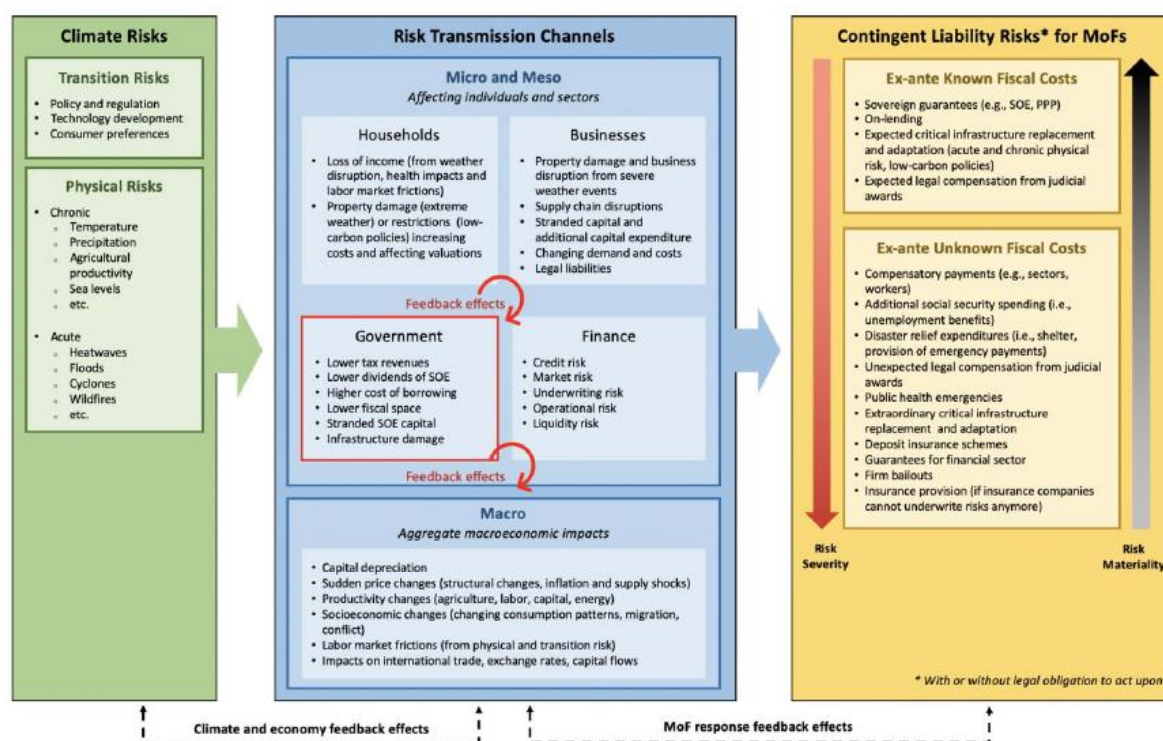 Climate Risks
Transition Risks
• Policy and regulation
• Technology development
• Consumer preferences
Physical Risks
• Chronic
o Temperature
o Precipitation
o Agricultural
productivity
o Sea levels
o etc.
• Acute
o Heatwaves
o Floods
o Cyclones
o Wildfires
o etc.
Risk Transmission Channels
Micro and Meso
Affecting individuals and sectors
Households
• Loss of income (from weather
disruption, health impacts and
labor market frictions)
• Property damage (extreme
weather) or restrictions (low-
carbon policies) increasing
costs and affecting valuations
Businesses
• Property damage and business
disruption from severe
weather events
• Supply chain disruptions
• Stranded capital and
additional capital expenditure
• Changing demand and costs
• Legal liabilities
Feedback effects
Government
• Lower tax revenues
• Lower dividends of SOE
• Higher cost of borrowing
• Lower fiscal space
• Stranded SOE capital
• Infrastructure damage
Finance
• Credit risk
• Market risk
• Underwriting risk
• Operational risk
• Liquidity risk
Feedback effects
Macro
Aggregate macroeconomic impacts
• Capital depreciation
• Sudden price changes (structural changes, inflation and supply shocks)
• Productivity changes (agriculture, labor, capital, energy)
• Socioeconomic changes (changing consumption patterns, migration,
conflict)
• Labor market frictions (from physical and transition risk)
• Impacts on international trade, exchange rates, capital flows
Contingent Liability Risks* for MoFs
Ex-ante Known Fiscal Costs
• Sovereign guarantees (e.g., SOE, PPP)
• On-lending
• Expected critical infrastructure replacement
and adaptation (acute and chronic physical
risk, low-carbon policies)
• Expected legal compensation from judicial
awards
Ex-ante Unknown Fiscal Costs
• Compensatory payments (e.g., sectors,
workers)
• Additional social security spending (i.e.,
unemployment benefits)
• Disaster relief expenditures (i.e., shelter,
provision of emergency payments)
• Unexpected legal compensation from judicial
awards
• Public health emergencies
• Extraordinary critical infrastructure
replacement and adaptation
• Deposit insurance schemes
• Guarantees for financial sector
• Firm bailouts
• Insurance provision (if insurance companies
cannot underwrite risks anymore)
Risk
Severity
Risk
Materiality
* With or without legal obligation to act upon
Climate and economy feedback effects
MoF response feedback effects